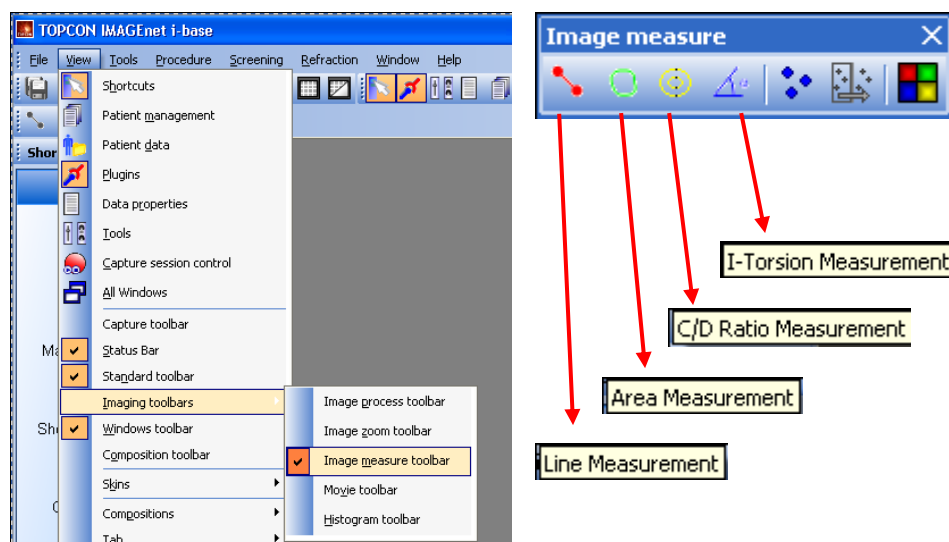 TOPCON IMAGEnet i-base
File View Tools Procedure Screening Refraction Window Help
Shor
Shortcuts
Patient management
Patient data
Plugins
Data properties
Tools
Capture session control
All Windows
Capture toolbar
Ma
Status Bar
Standard toolbar
Imaging toolbars
Sh
Windows toolbar
Composition toolbar
Skins
Compositions
Tab
Image process toolbar
Image zoom toolbar
Image measure toolbar
Movie toolbar
Histogram toolbar
Image measure
I-Torsion Measurement
C/D Ratio Measurement
Area Measurement
Line Measurement